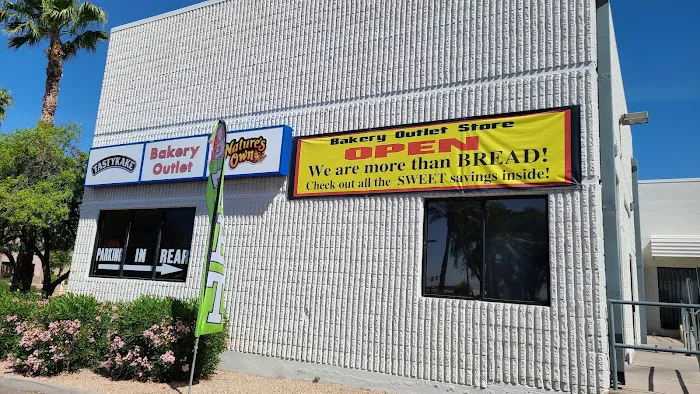 TASTYKAKE
Bakery
Outlet
Nature's
Own
Bakery Outlet Store
OPEN
We are more than BREAD!
Check out all the SWEET savings inside!
PARKING IN REAR